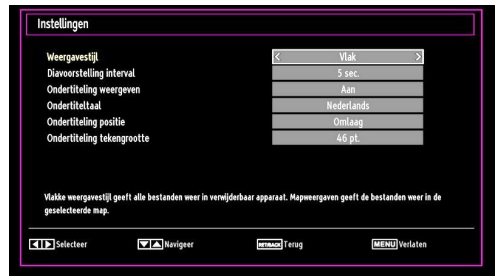 Instellingen
Weergavestijl < Vlak >
Diavoorstelling interval 5 sec.
Ondertiteling weergeven Aan
Ondertiteltaal Nederlands
Ondertiteling positie Omlaag
Ondertiteling tekengrootte 46 pt.
Vlakke weergavestijl geeft alle bestanden weer in verwijderbaar apparaat. Mapweergaven geeft de bestanden weer in de
geselecteerde map.
Selecteer Navigeer RET/BACK Terug MENU Verlaten